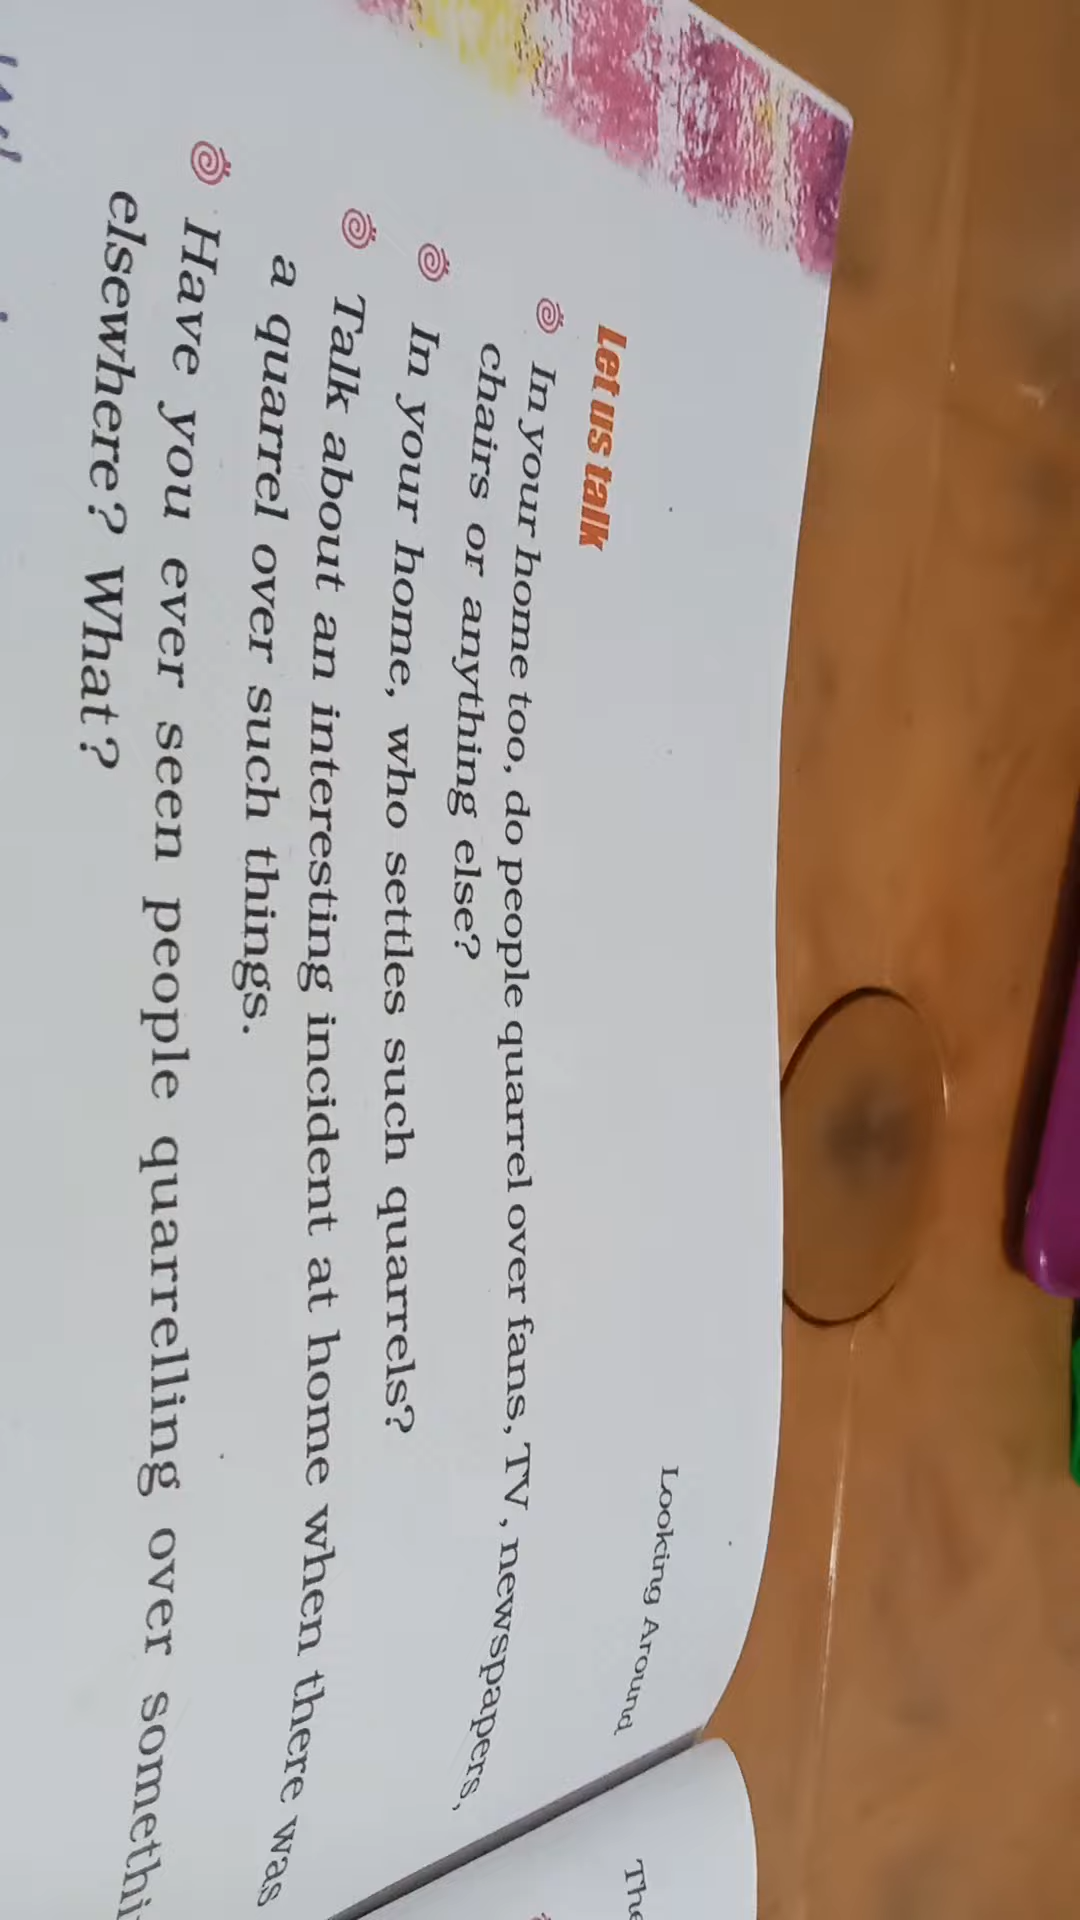 Looking Around
Let us talk
In your home too, do people quarrel over fans, TV, newspapers,
chairs or anything else?
In your home, who settles such quarrels?
Talk about an interesting incident at home when there was
a quarrel over such things.
Have you ever seen people quarrelling over somethi
elsewhere? What?
The